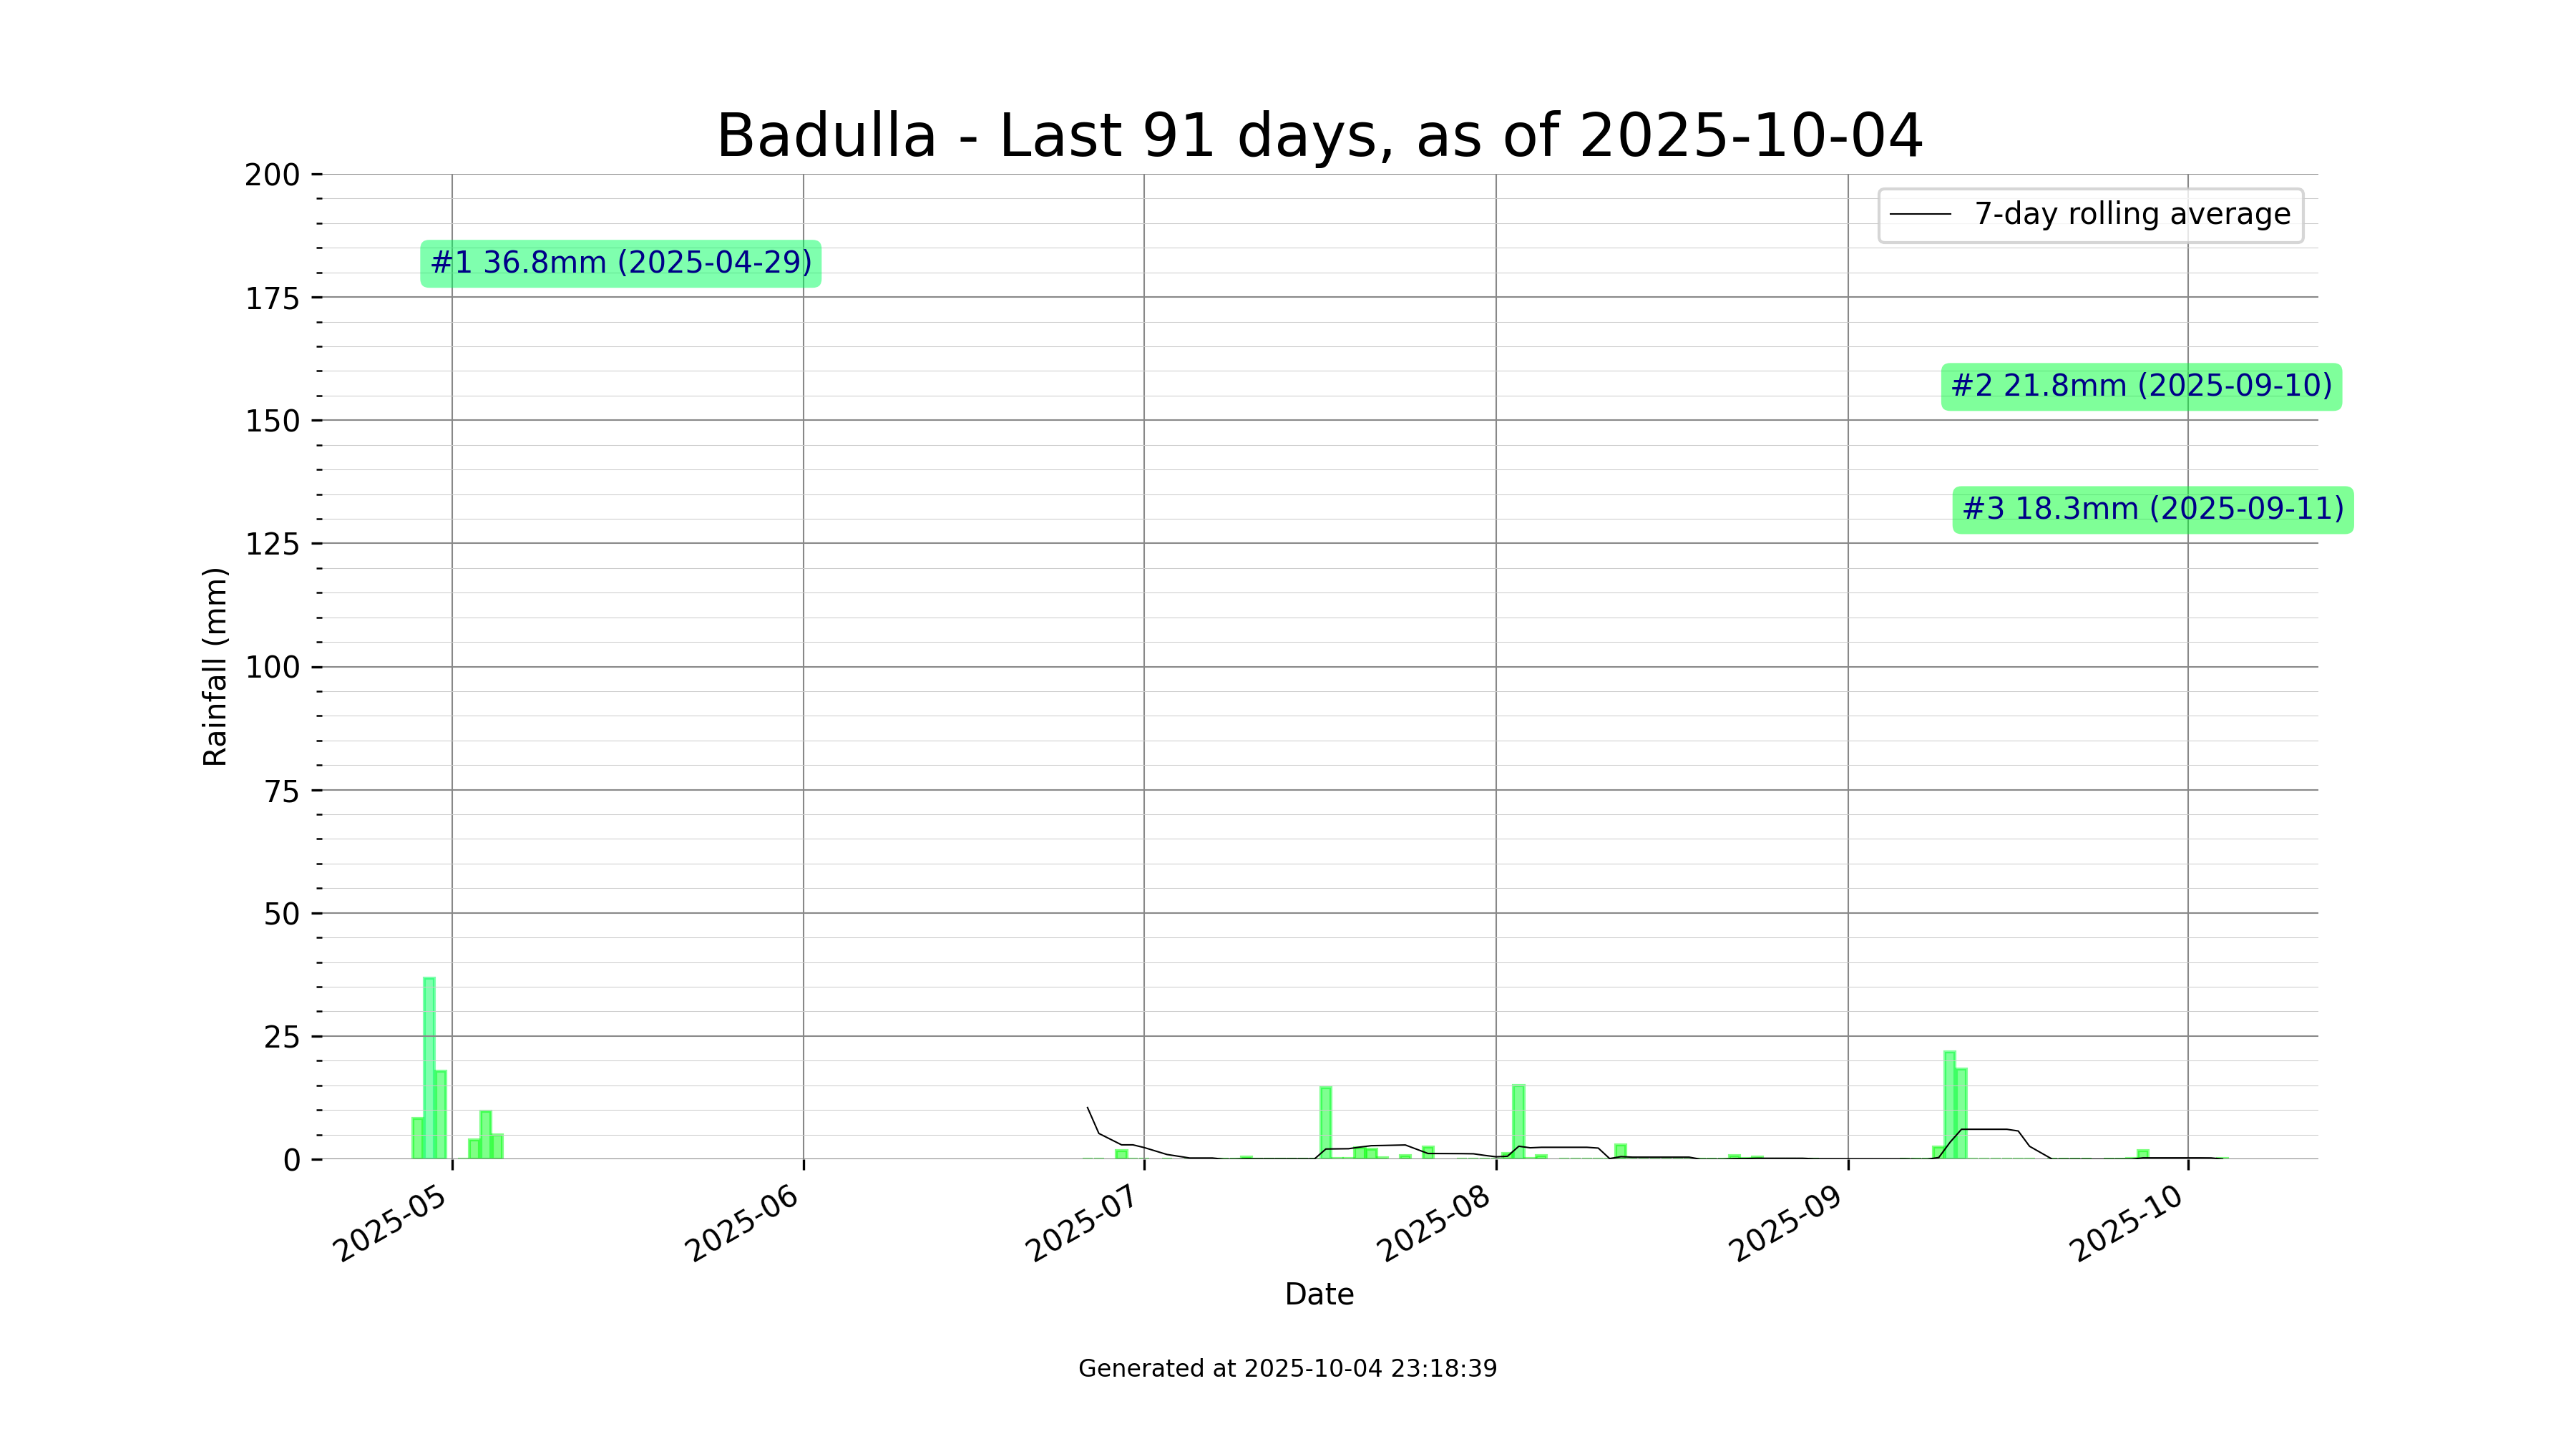 Badulla - Last 91 days, as of 2025-10-04
7-day rolling average
#1 36.8mm (2025-04-29)
#2 21.8mm (2025-09-10)
#3 18.3mm (2025-09-11)
Rainfall (mm)
200
175
150
125
100
75
50
25
0
2025-05
2025-06
2025-07
2025-08
2025-09
2025-10
Date
Generated at 2025-10-04 23:18:39